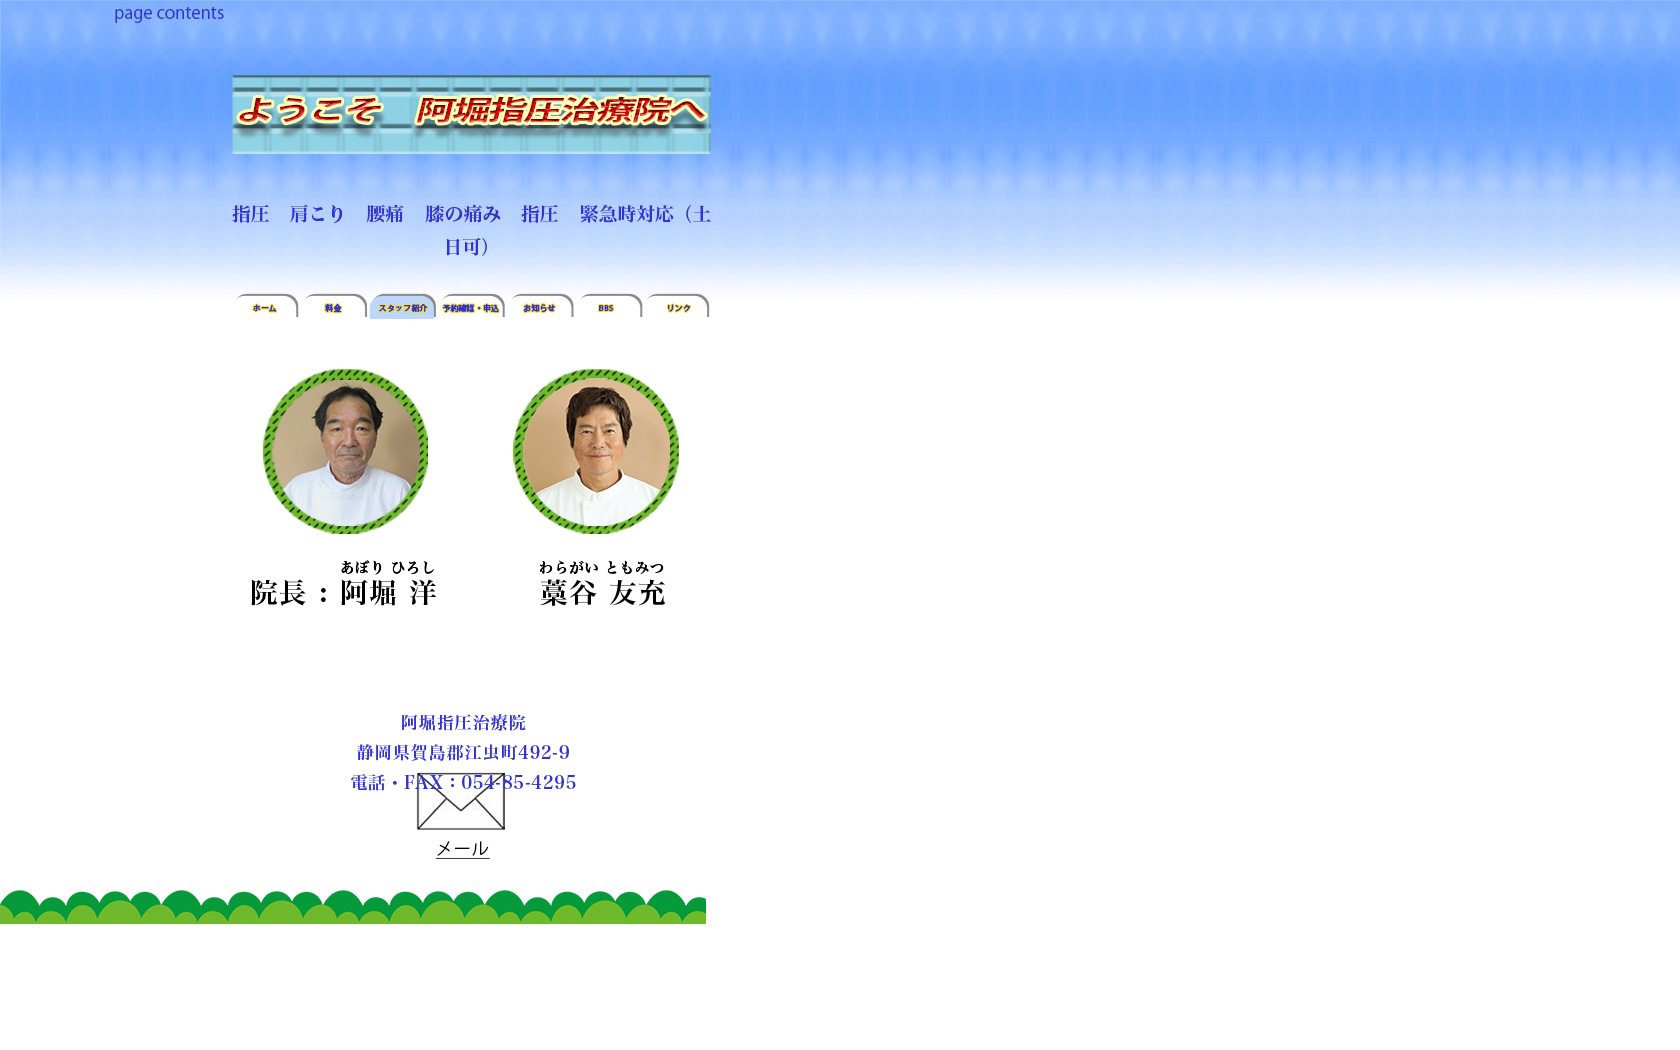 page contents
ようこそ　阿堀指圧治療院へ
指圧　肩こり　腰痛　膝の痛み　指圧　緊急時対応（土
日可）
ホーム　料金　スタッフ紹介　予約確認・申込　お知らせ　BBS　リンク
あぼり ひろし　わらがい ともみつ
院長：阿堀 洋　藁谷 友充
阿堀指圧治療院
静岡県賀島郡江虫町492-9
電話・FAX：054-85-4295
メール